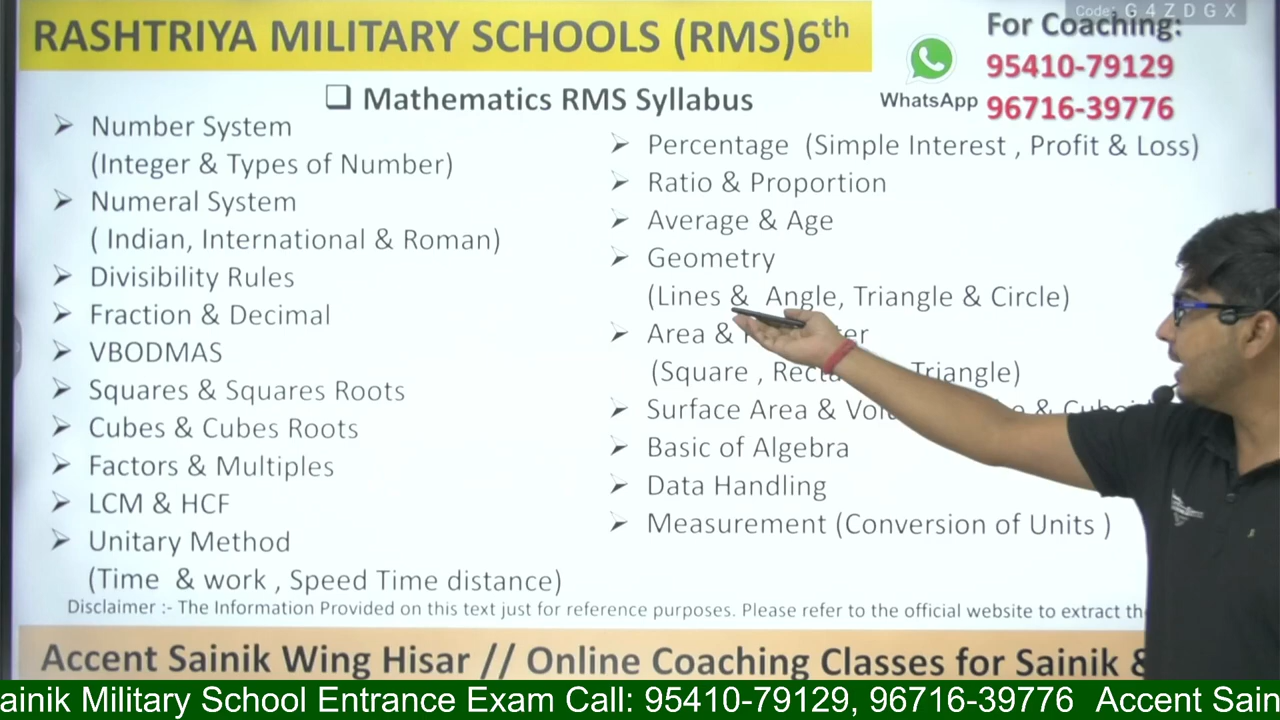 Code: G 4 Z D G X
RASHTRIYA MILITARY SCHOOLS (RMS)6th
For Coaching:
95410-79129
WhatsApp 96716-39776
❑ Mathematics RMS Syllabus
➢ Number System
(Integer & Types of Number)
➢ Numeral System
( Indian, International & Roman)
➢ Divisibility Rules
➢ Fraction & Decimal
➢ VBODMAS
➢ Squares & Squares Roots
➢ Cubes & Cubes Roots
➢ Factors & Multiples
➢ LCM & HCF
➢ Unitary Method
(Time & work , Speed Time distance)
➢ Percentage (Simple Interest , Profit & Loss)
➢ Ratio & Proportion
➢ Average & Age
➢ Geometry
(Lines & Angle, Triangle & Circle)
➢ Area &
(Square , Triangle)
➢ Surface Area & &
➢ Basic of Algebra
➢ Data Handling
➢ Measurement (Conversion of Units )
Disclaimer :- The Information Provided on this text just for reference purposes. Please refer to the official website to extract
Accent Sainik Wing Hisar // Online Coaching Classes for Sainik &
ainik Military School Entrance Exam Call: 95410-79129, 96716-39776 Accent Sain